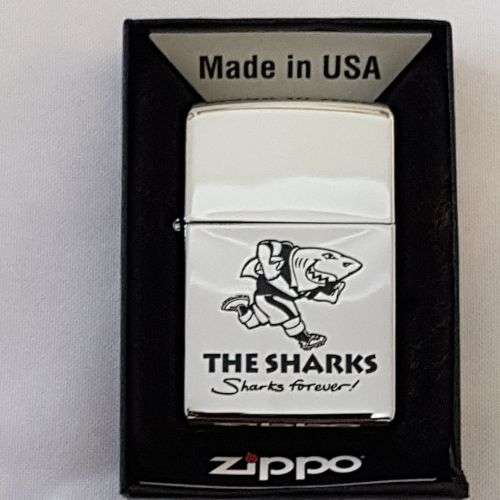 Made in USA
THE SHARKS
Sharks forever!
zippo